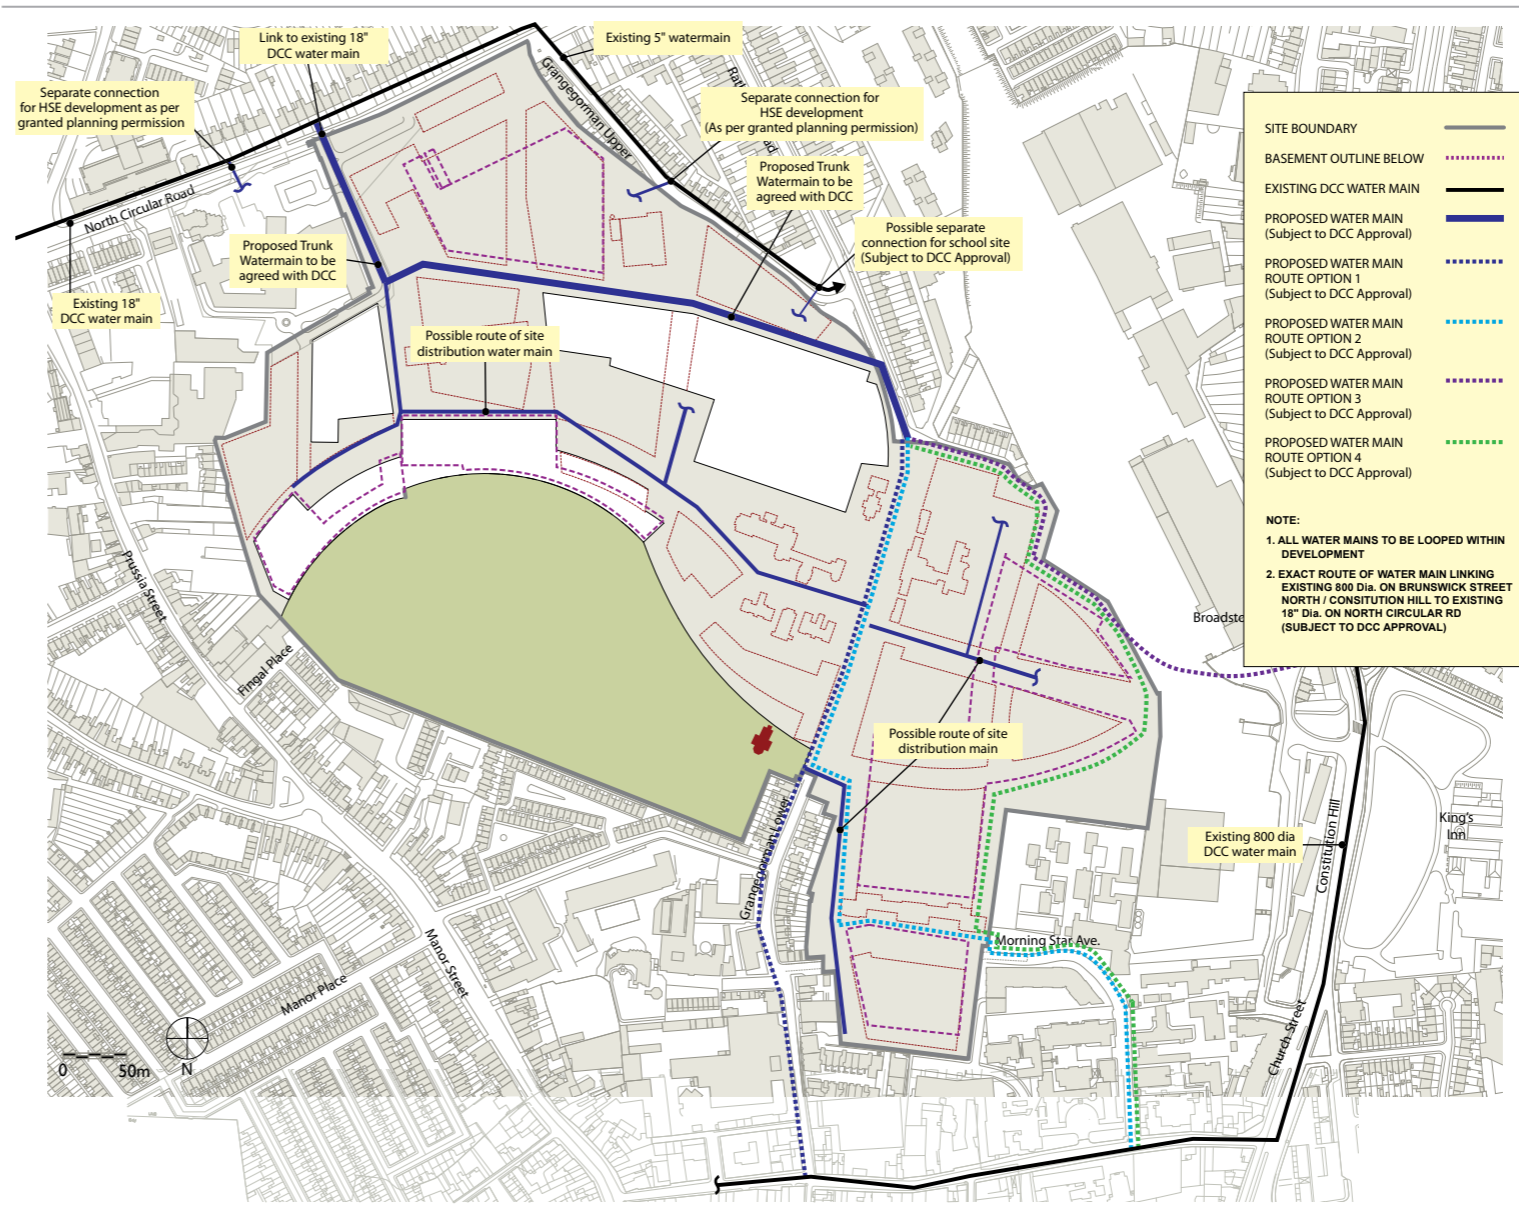 Link to existing 18"
DCC water main
Existing 5" watermain
Separate connection
for HSE development as per
granted planning permission
Grangegorman Upper
Separate connection for
HSE development
(As per granted planning permission)
Proposed Trunk
Watermain to be
agreed with DCC
North Circular Road
Proposed Trunk
Watermain to be
agreed with DCC
Possible separate
connection for school site
(Subject to DCC Approval)
Existing 18"
DCC water main
Possible route of site
distribution water main
SITE BOUNDARY
BASEMENT OUTLINE BELOW
EXISTING DCC WATER MAIN
PROPOSED WATER MAIN
(Subject to DCC Approval)
PROPOSED WATER MAIN
ROUTE OPTION 1
(Subject to DCC Approval)
PROPOSED WATER MAIN
ROUTE OPTION 2
(Subject to DCC Approval)
PROPOSED WATER MAIN
ROUTE OPTION 3
(Subject to DCC Approval)
PROPOSED WATER MAIN
ROUTE OPTION 4
(Subject to DCC Approval)
NOTE:
1. ALL WATER MAINS TO BE LOOPED WITHIN
DEVELOPMENT
2. EXACT ROUTE OF WATER MAIN LINKING
EXISTING 800 Dia. ON BRUNSWICK STREET
NORTH / CONSITUTION HILL TO EXISTING
18" Dia. ON NORTH CIRCULAR RD
(SUBJECT TO DCC APPROVAL)
Prussia Street
Fingal Place
Broadsto
Possible route of site
distribution main
Grangegorman Lower
Existing 800 dia
DCC water main
Constitution Hill
King's
Inn
Manor Street
Morning Star Ave.
Manor Place
Church Street
0 50m
N